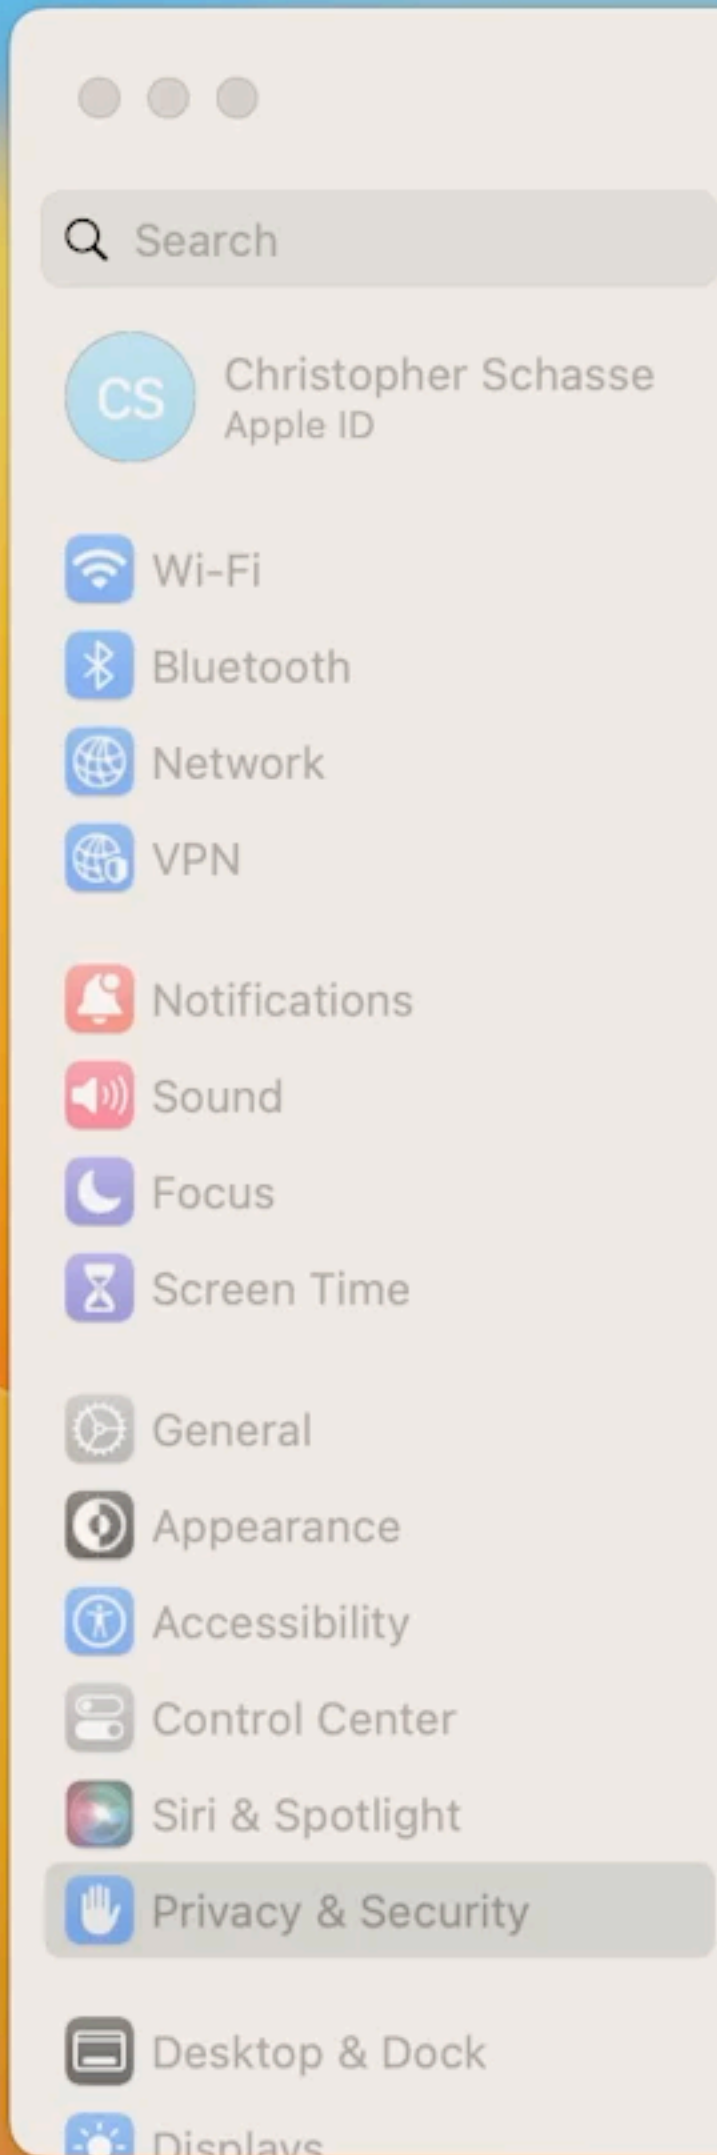 Search
CS
Christopher Schasse
Apple ID
Wi-Fi
Bluetooth
Network
VPN
Notifications
Sound
Focus
Screen Time
General
Appearance
Accessibility
Control Center
Siri & Spotlight
Privacy & Security
Desktop & Dock
Displays